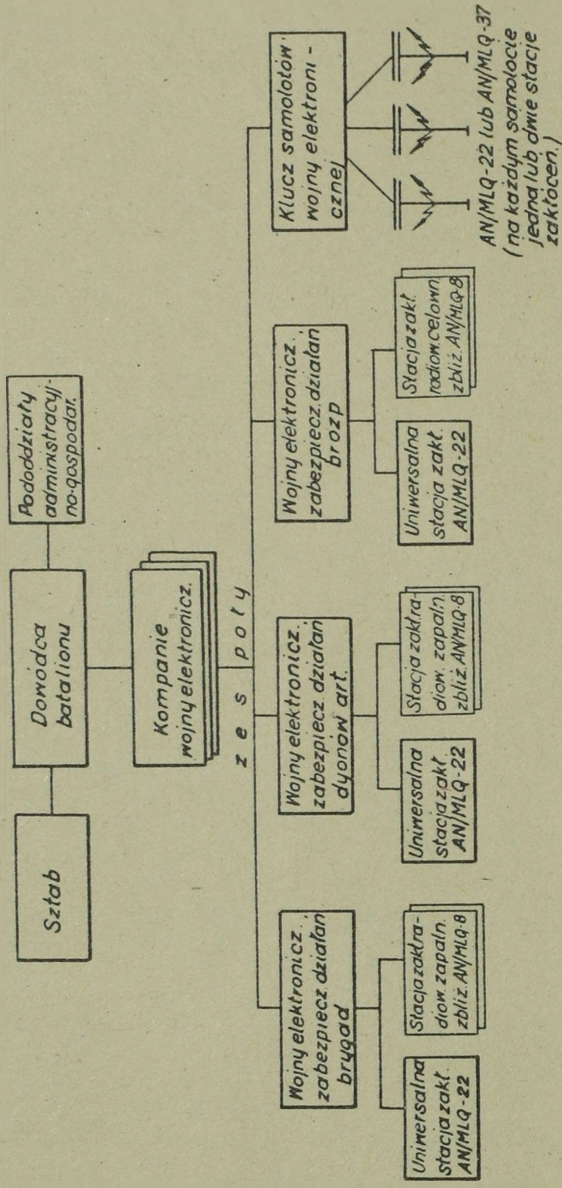 Sztab
Dowódca
batalionu
Pododdziały
administracyj-
no-gospodar.
Kompanie
wojny elektronicz.
zespoły
Wojny elektronicz.
zabezpiecz. działań
brygad
Wojny elektronicz.
zabezpiecz działań
dyonów art.
Wojny elektronicz.
zabezpiecz. działań
brozp
Klucz samolotów
wojny elektroni-
cznej
Uniwersalna
stacja zakł.
AN/MLQ-22
Stacja zakł ra-
diow. zapaln.
zbliż. AN/MLQ-8
Uniwersalna
stacja zakł.
AN/MLQ-22
Stacja zakł ra-
diow. zapaln.
zbliż. AN/MLQ-8
Uniwersalna
stacja zakł.
AN/MLQ-22
Stacja zakł.
radiow. celown.
zbliż. AN/MLQ-8
AN/MLQ-22 lub AN/MLQ-37
(na każdym samolocie
jedna lub dwie stacje
zakłóceń.)